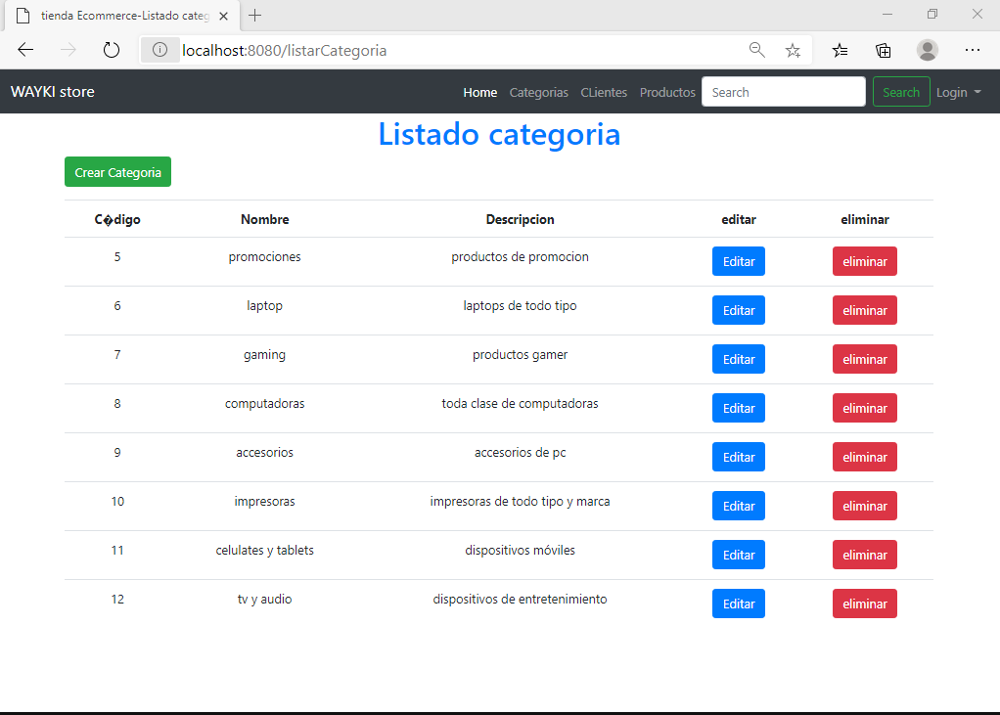 tienda Ecommerce-Listado categ
localhost:8080/listarCategoria
WAYKI store Home Categorias CLientes Productos Search Search Login
Listado categoria
Crear Categoria
C�digo Nombre Descripcion editar eliminar
5 promociones productos de promocion Editar eliminar
6 laptop laptops de todo tipo Editar eliminar
7 gaming productos gamer Editar eliminar
8 computadoras toda clase de computadoras Editar eliminar
9 accesorios accesorios de pc Editar eliminar
10 impresoras impresoras de todo tipo y marca Editar eliminar
11 celulates y tablets dispositivos móviles Editar eliminar
12 tv y audio dispositivos de entretenimiento Editar eliminar